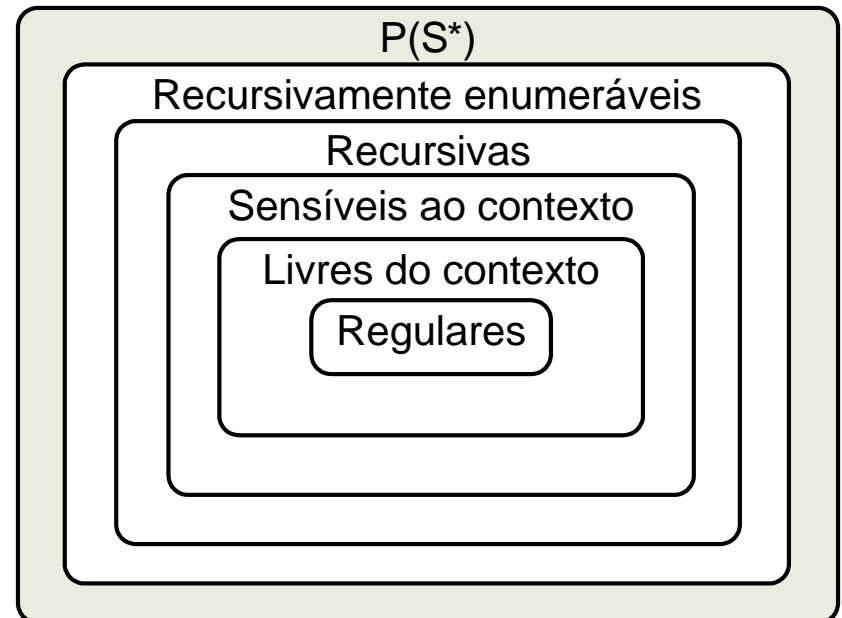 P(S*)
Recursivamente enumeráveis
Recursivas
Sensíveis ao contexto
Livres do contexto
Regulares